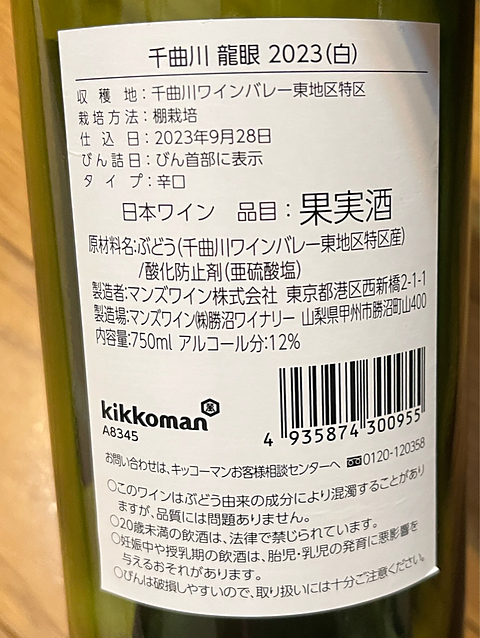 千曲川 龍眼 2023(白)
収穫地:千曲川ワインバレー東地区特区
栽培方法:棚栽培
仕込日:2023年9月28日
びん詰日:びん首部に表示
タイプ:辛口
日本ワイン 品目:果実酒
原材料名:ぶどう(千曲川ワインバレー東地区特区産)
/酸化防止剤(亜硫酸塩)
製造者:マンズワイン株式会社 東京都港区西新橋2-1-1
製造場:マンズワイン㈱勝沼ワイナリー 山梨県甲州市勝沼町山400
内容量:750ml アルコール分:12%
kikkoman 萬
A8345
4 935874 300955
お問い合わせは、キッコーマンお客様相談センターへ 0120-120358
○このワインはぶどう由来の成分により混濁することがあり
ますが、品質には問題ありません。
○20歳未満の飲酒は、法律で禁じられています。
○妊娠中や授乳期の飲酒は、胎児・乳児の発育に悪影響を
与えるおそれがあります。
○びんは破損しやすいので、取り扱いには十分ご注意ください。